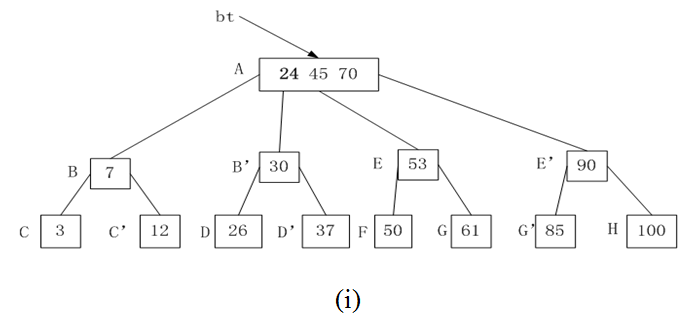 bt
A 24 45 70
B 7 B' 30 E 53 E' 90
C 3 C' 12 D 26 D' 37 F 50 G 61 G' 85 H 100
(i)